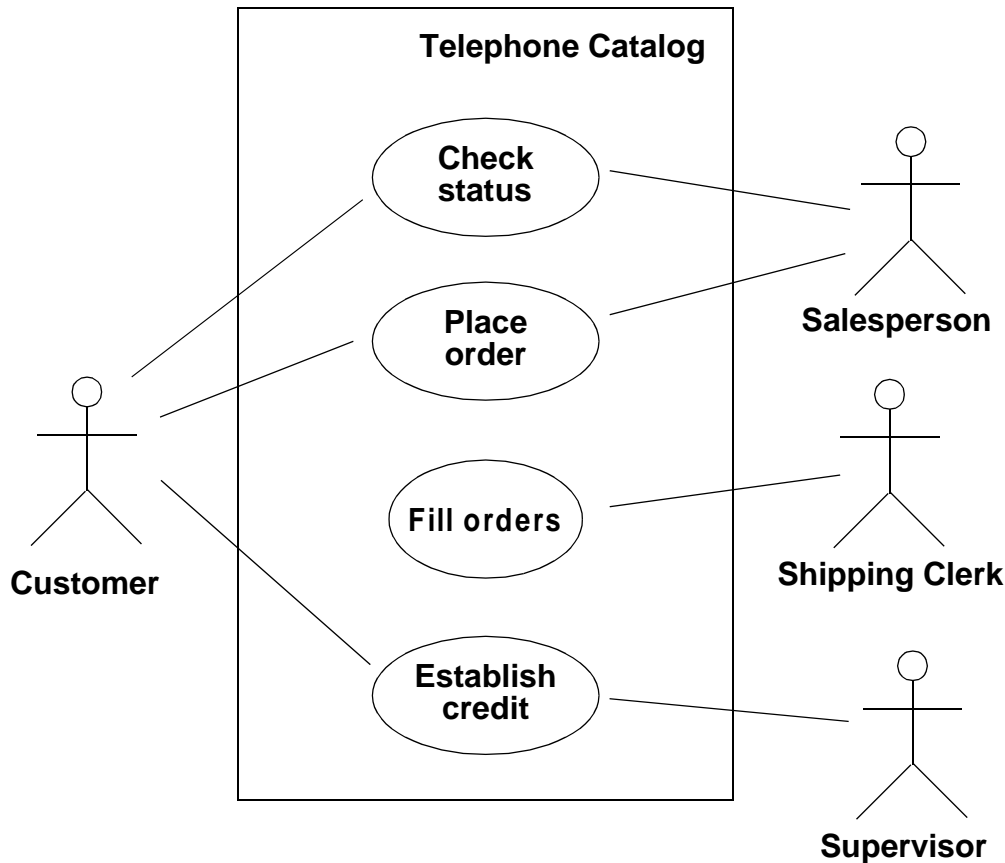 Telephone Catalog
Check
status
Place
order
Fill orders
Establish
credit
Customer
Salesperson
Shipping Clerk
Supervisor